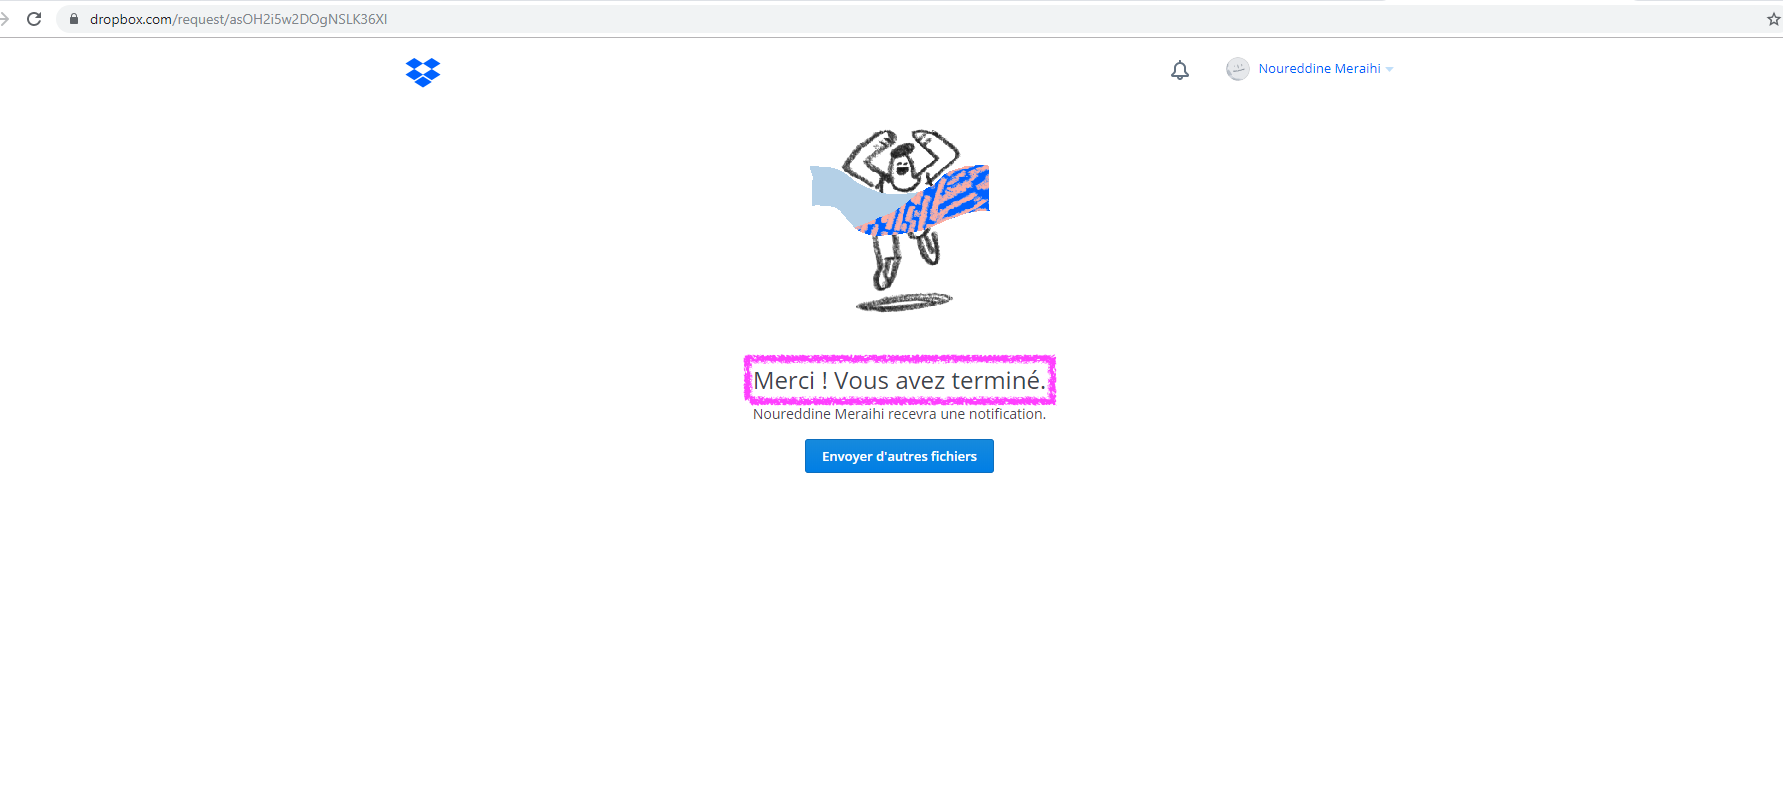 dropbox.com/request/asOH2i5w2DOgNSLK36XI
Noureddine Meraihi
Merci ! Vous avez terminé.
Noureddine Meraihi recevra une notification.
Envoyer d'autres fichiers